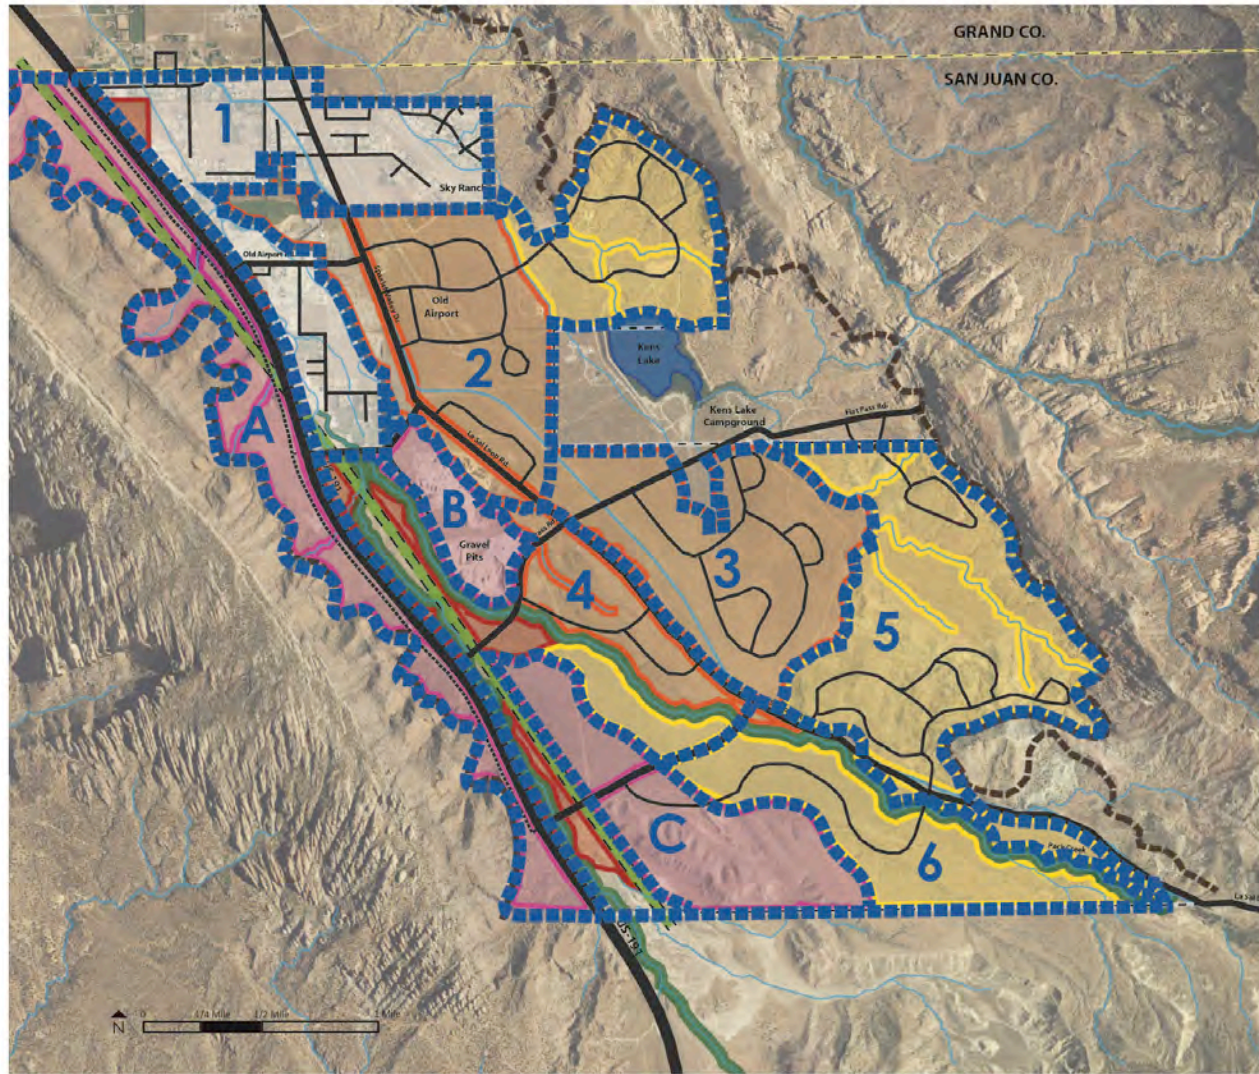 GRAND CO.
SAN JUAN CO.
1
Sky Ranch
Old Airport
Old
Airport
2
Kens
Lake
Kens Lake
Campground
Flat Pass Rd.
A
La Sal Loop Rd.
B
Gravel
Pits
3
4
5
C
6
Pack Creek
US-191
La Sal
N
0
1/4 Mile
1/2 Mile
1 Mile